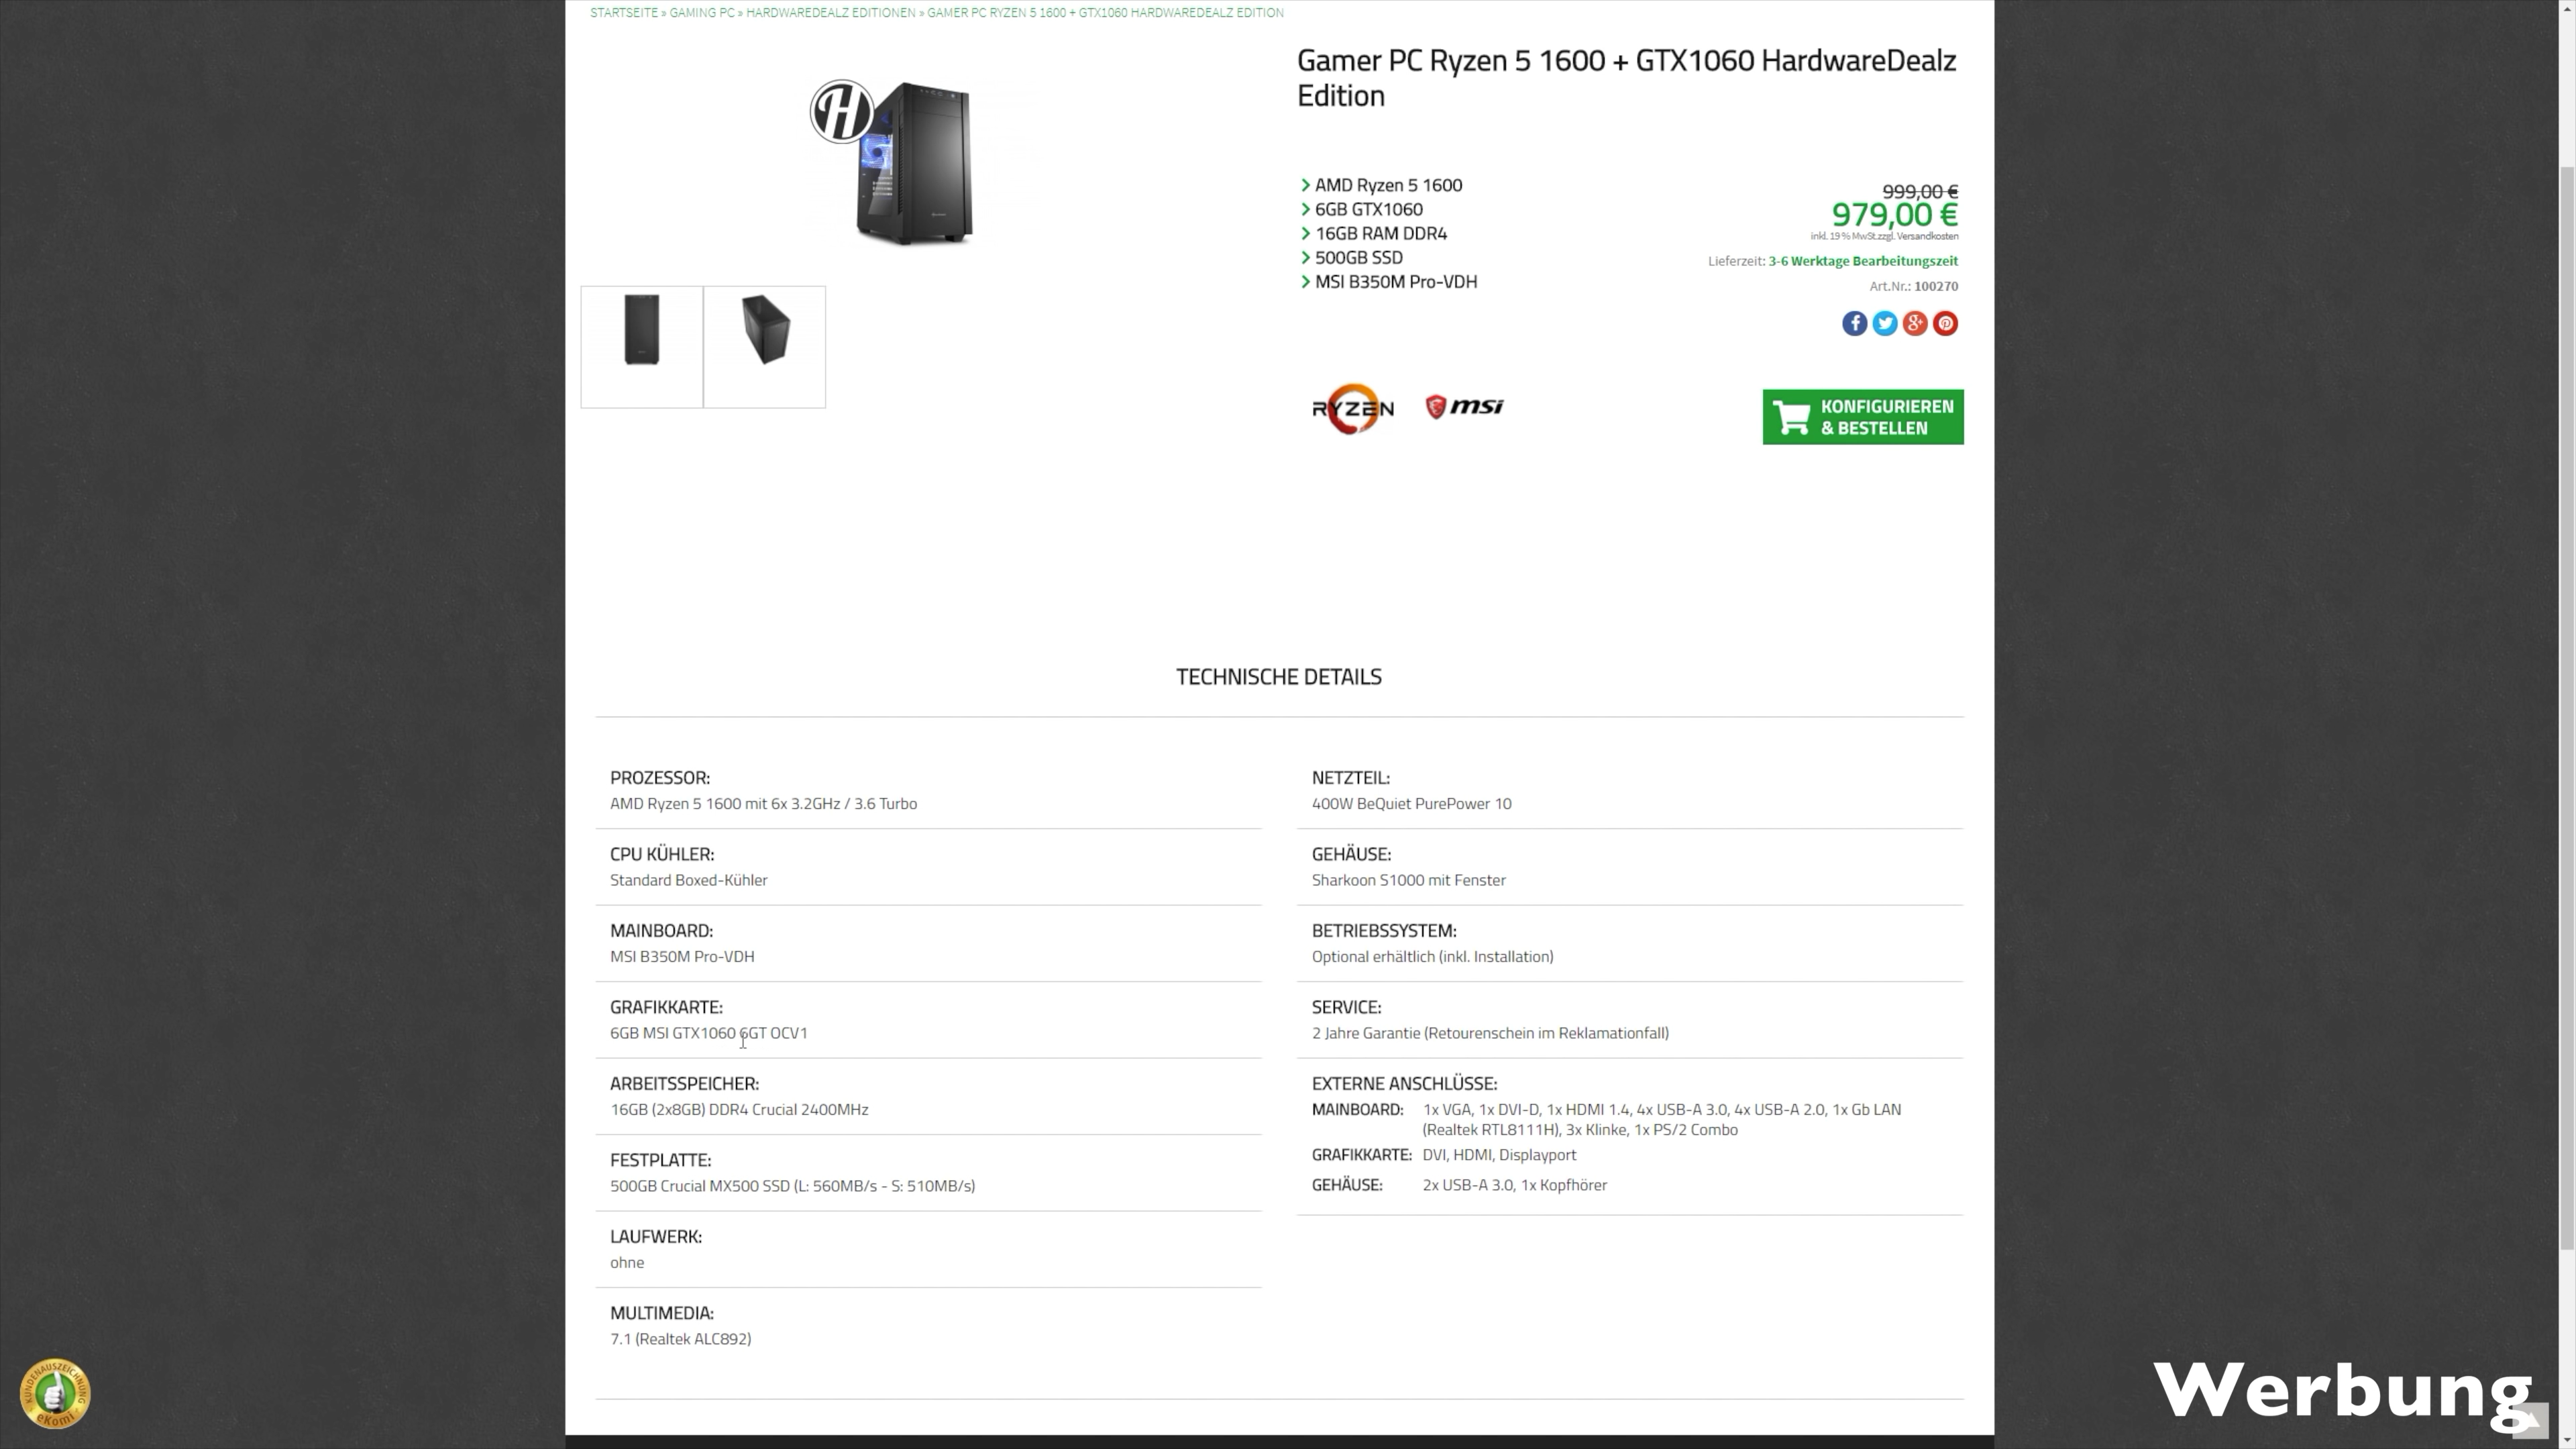 STARTSEITE » GAMING PC » HARDWAREDEALZ EDITIONEN » GAMER PC RYZEN 5 1600 + GTX1060 HARDWAREDEALZ EDITION
H
Gamer PC Ryzen 5 1600 + GTX1060 HardwareDealz
Edition
AMD Ryzen 5 1600
6GB GTX1060
16GB RAM DDR4
500GB SSD
MSI B350M Pro-VDH
999,00 €
979,00 €
inkl. 19 % MwSt.zzgl. Versandkosten
Lieferzeit: 3-6 Werktage Bearbeitungszeit
Art.Nr.: 100270
RYZEN
msi
KONFIGURIEREN
& BESTELLEN
TECHNISCHE DETAILS
PROZESSOR:
AMD Ryzen 5 1600 mit 6x 3.2GHz / 3.6 Turbo
CPU KÜHLER:
Standard Boxed-Kühler
MAINBOARD:
MSI B350M Pro-VDH
GRAFIKKARTE:
6GB MSI GTX1060 6GT OCV1
ARBEITSSPEICHER:
16GB (2x8GB) DDR4 Crucial 2400MHz
FESTPLATTE:
500GB Crucial MX500 SSD (L: 560MB/s - S: 510MB/s)
LAUFWERK:
ohne
MULTIMEDIA:
7.1 (Realtek ALC892)
NETZTEIL:
400W BeQuiet PurePower 10
GEHÄUSE:
Sharkoon S1000 mit Fenster
BETRIEBSSYSTEM:
Optional erhältlich (inkl. Installation)
SERVICE:
2 Jahre Garantie (Retourenschein im Reklamationfall)
EXTERNE ANSCHLÜSSE:
MAINBOARD: 1x VGA, 1x DVI-D, 1x HDMI 1.4, 4x USB-A 3.0, 4x USB-A 2.0, 1x Gb LAN
(Realtek RTL8111H), 3x Klinke, 1x PS/2 Combo
GRAFIKKARTE: DVI, HDMI, Displayport
GEHÄUSE: 2x USB-A 3.0, 1x Kopfhörer
KUNDENAUSZEICHNUNG
eKomi
Werbung